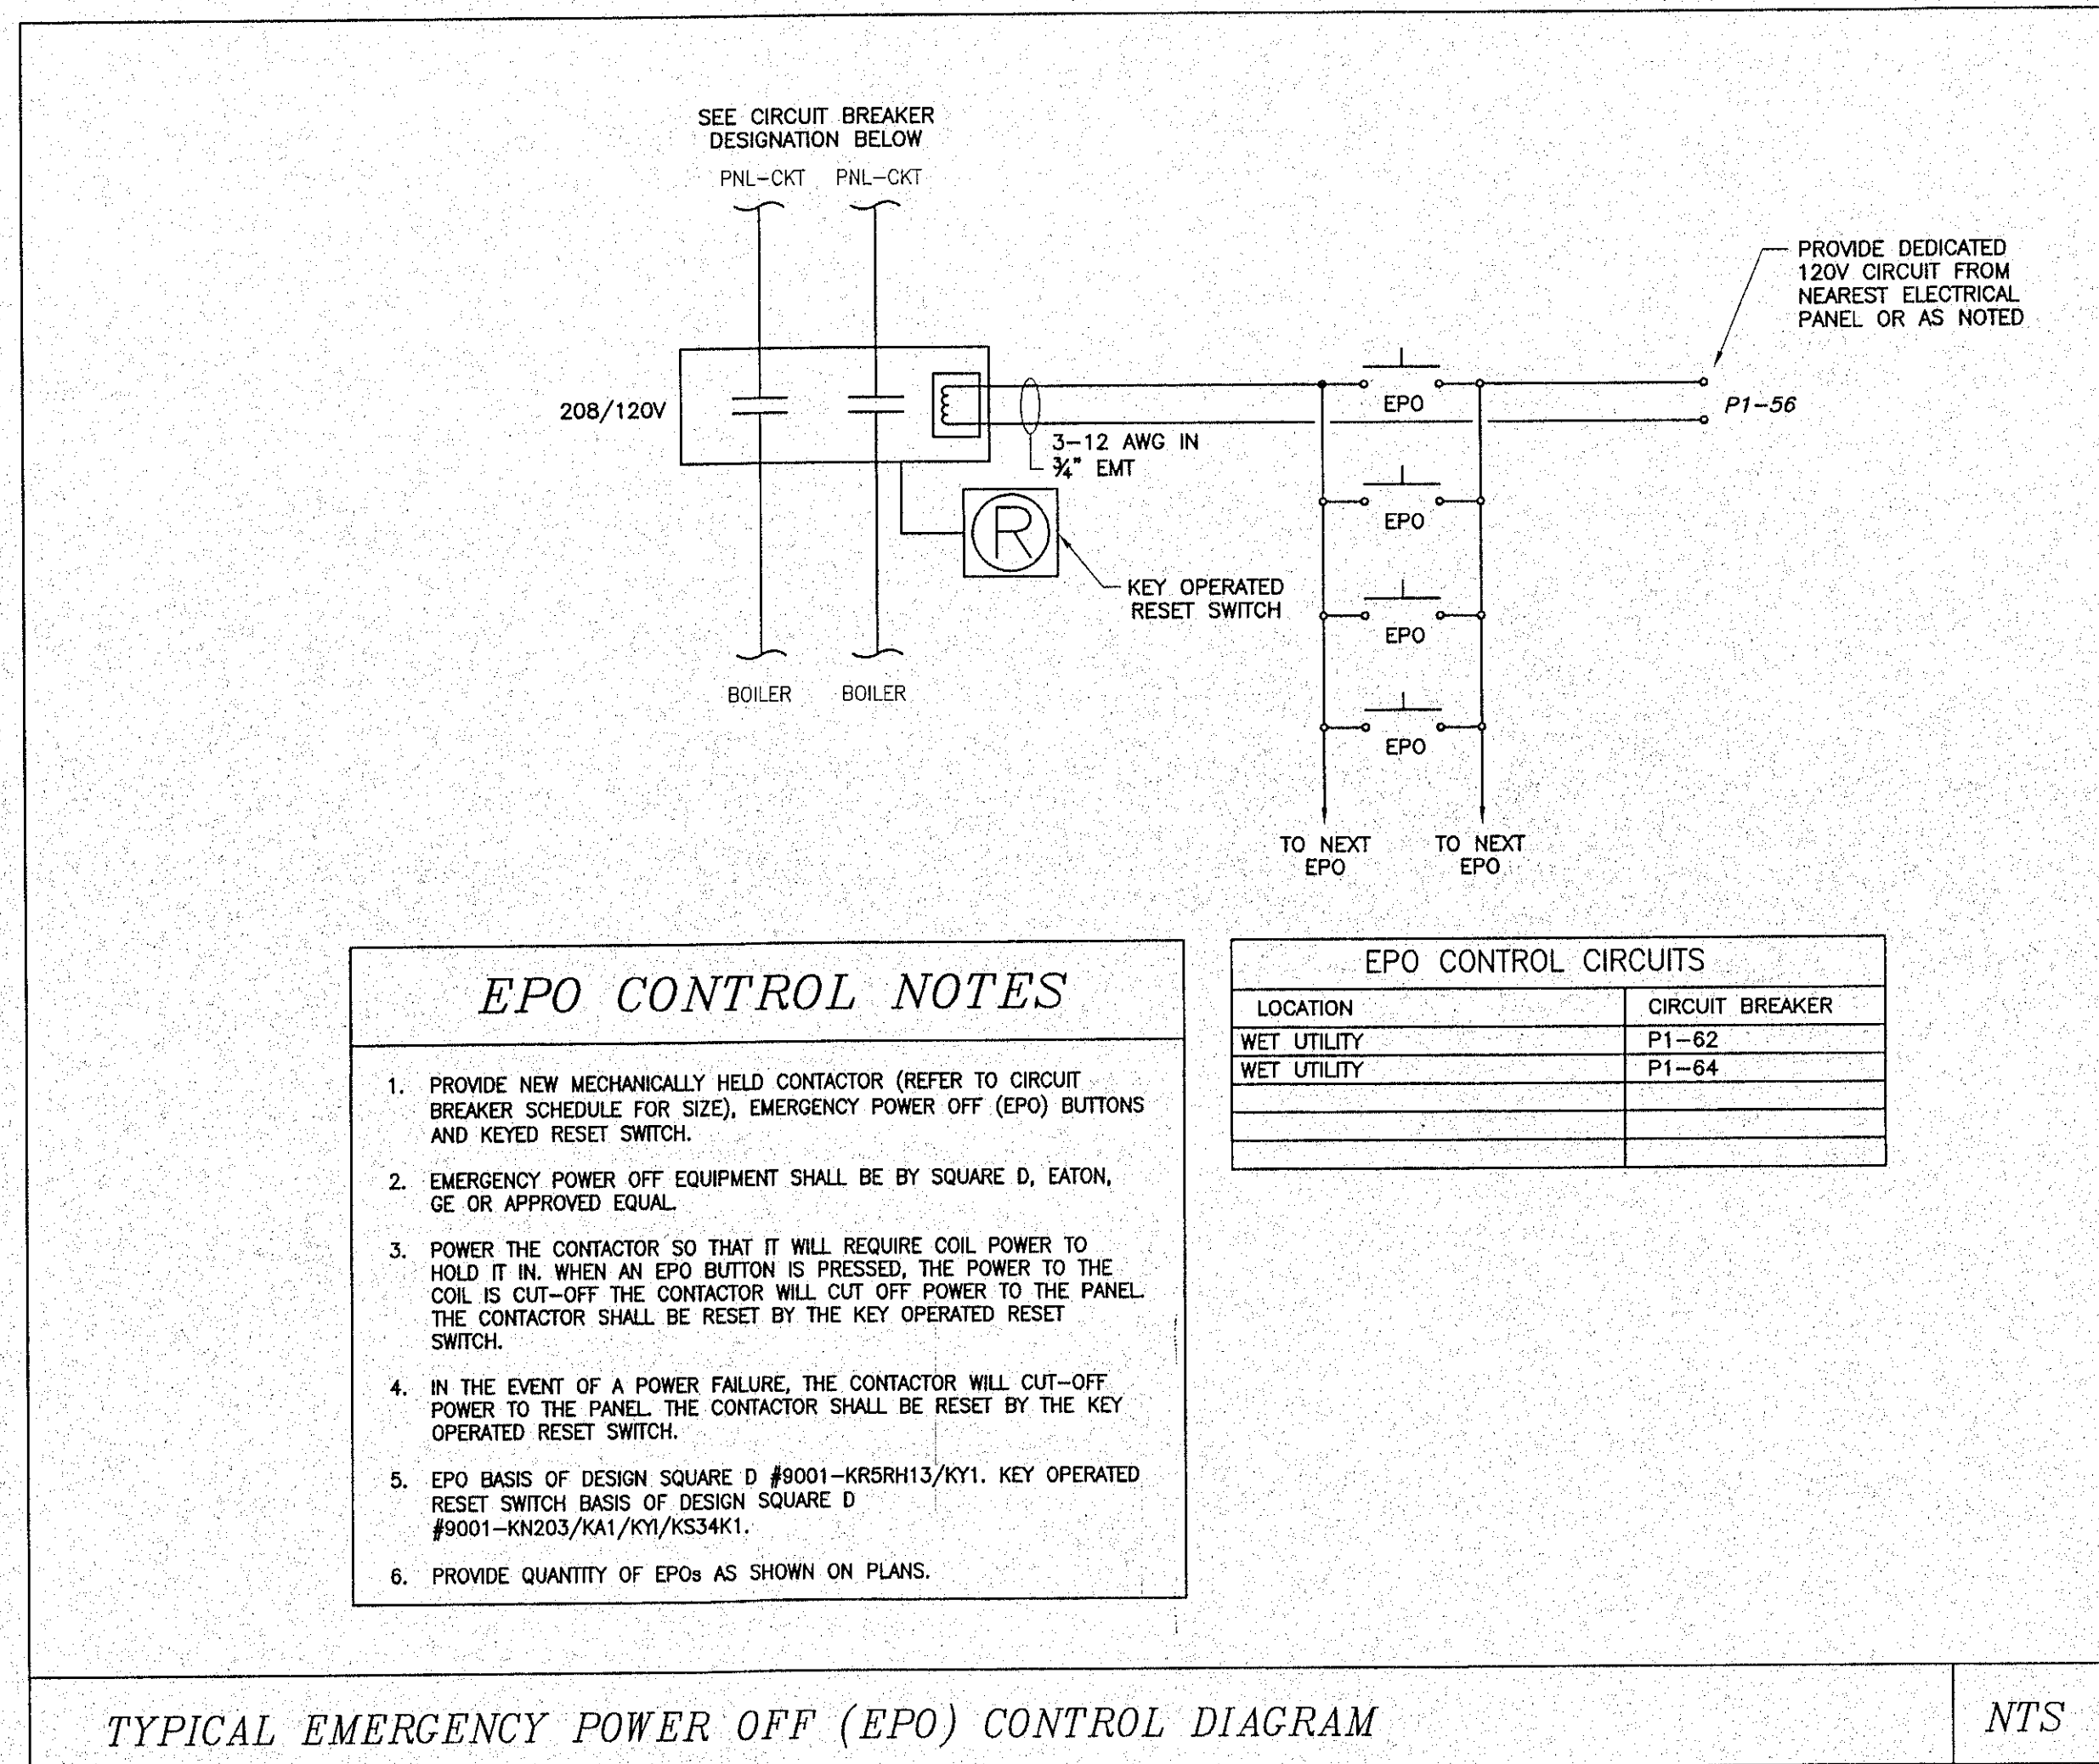 SEE CIRCUIT BREAKER
DESIGNATION BELOW
PNL-CKT PNL-CKT
PROVIDE DEDICATED
120V CIRCUIT FROM
NEAREST ELECTRICAL
PANEL OR AS NOTED
208/120V
EPO
P1-56
3-12 AWG IN
¾" EMT
EPO
R
KEY OPERATED
RESET SWITCH
EPO
BOILER BOILER
EPO
TO NEXT
EPO
TO NEXT
EPO
EPO CONTROL NOTES
1. PROVIDE NEW MECHANICALLY HELD CONTACTOR (REFER TO CIRCUIT
BREAKER SCHEDULE FOR SIZE), EMERGENCY POWER OFF (EPO) BUTTONS
AND KEYED RESET SWITCH.
2. EMERGENCY POWER OFF EQUIPMENT SHALL BE BY SQUARE D, EATON,
GE OR APPROVED EQUAL.
3. POWER THE CONTACTOR SO THAT IT WILL REQUIRE COIL POWER TO
HOLD IT IN. WHEN AN EPO BUTTON IS PRESSED, THE POWER TO THE
COIL IS CUT-OFF THE CONTACTOR WILL CUT OFF POWER TO THE PANEL.
THE CONTACTOR SHALL BE RESET BY THE KEY OPERATED RESET
SWITCH.
4. IN THE EVENT OF A POWER FAILURE, THE CONTACTOR WILL CUT-OFF
POWER TO THE PANEL. THE CONTACTOR SHALL BE RESET BY THE KEY
OPERATED RESET SWITCH.
5. EPO BASIS OF DESIGN SQUARE D #9001-KR5RH13/KY1. KEY OPERATED
RESET SWITCH BASIS OF DESIGN SQUARE D
#9001-KN203/KA1/KYI/KS34K1.
6. PROVIDE QUANTITY OF EPOs AS SHOWN ON PLANS.
EPO CONTROL CIRCUITS
LOCATION CIRCUIT BREAKER
WET UTILITY P1-62
WET UTILITY P1-64
TYPICAL EMERGENCY POWER OFF (EPO) CONTROL DIAGRAM
NTS